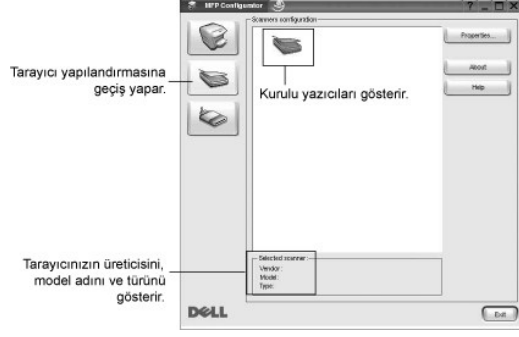 MFP Configurator
Scanners configuration
Properties...
About
Help
Tarayıcı yapılandırmasına
geçiş yapar.
Kurulu yazıcıları gösterir.
Tarayıcınızın üreticisini,
model adını ve türünü
gösterir.
Selected scanner:
Vendor:
Model:
Type:
DELL
Exit